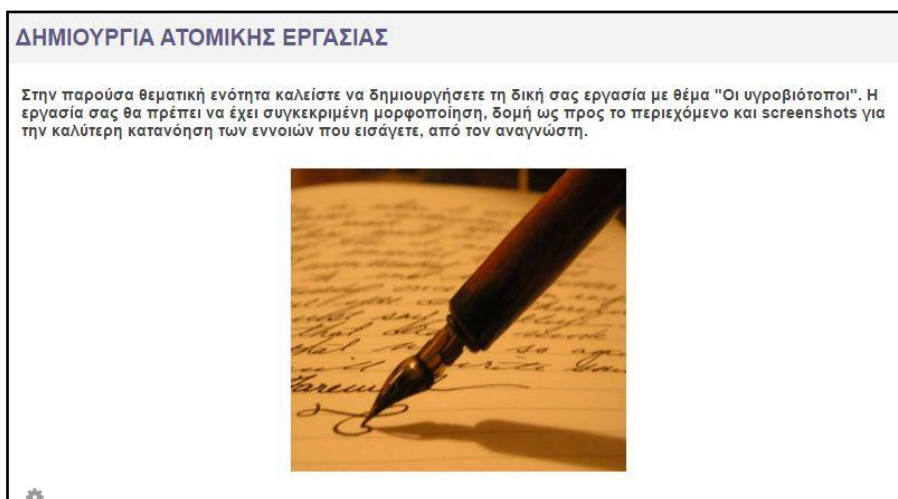 ΔΗΜΙΟΥΡΓΙΑ ΑΤΟΜΙΚΗΣ ΕΡΓΑΣΙΑΣ
Στην παρούσα θεματική ενότητα καλείστε να δημιουργήσετε τη δική σας εργασία με θέμα "Οι υγροβιότοποι". Η
εργασία σας θα πρέπει να έχει συγκεκριμένη μορφοποίηση, δομή ως προς το περιεχόμενο και screenshots για
την καλύτερη κατανόηση των εννοιών που εισάγετε, από τον αναγνώστη.